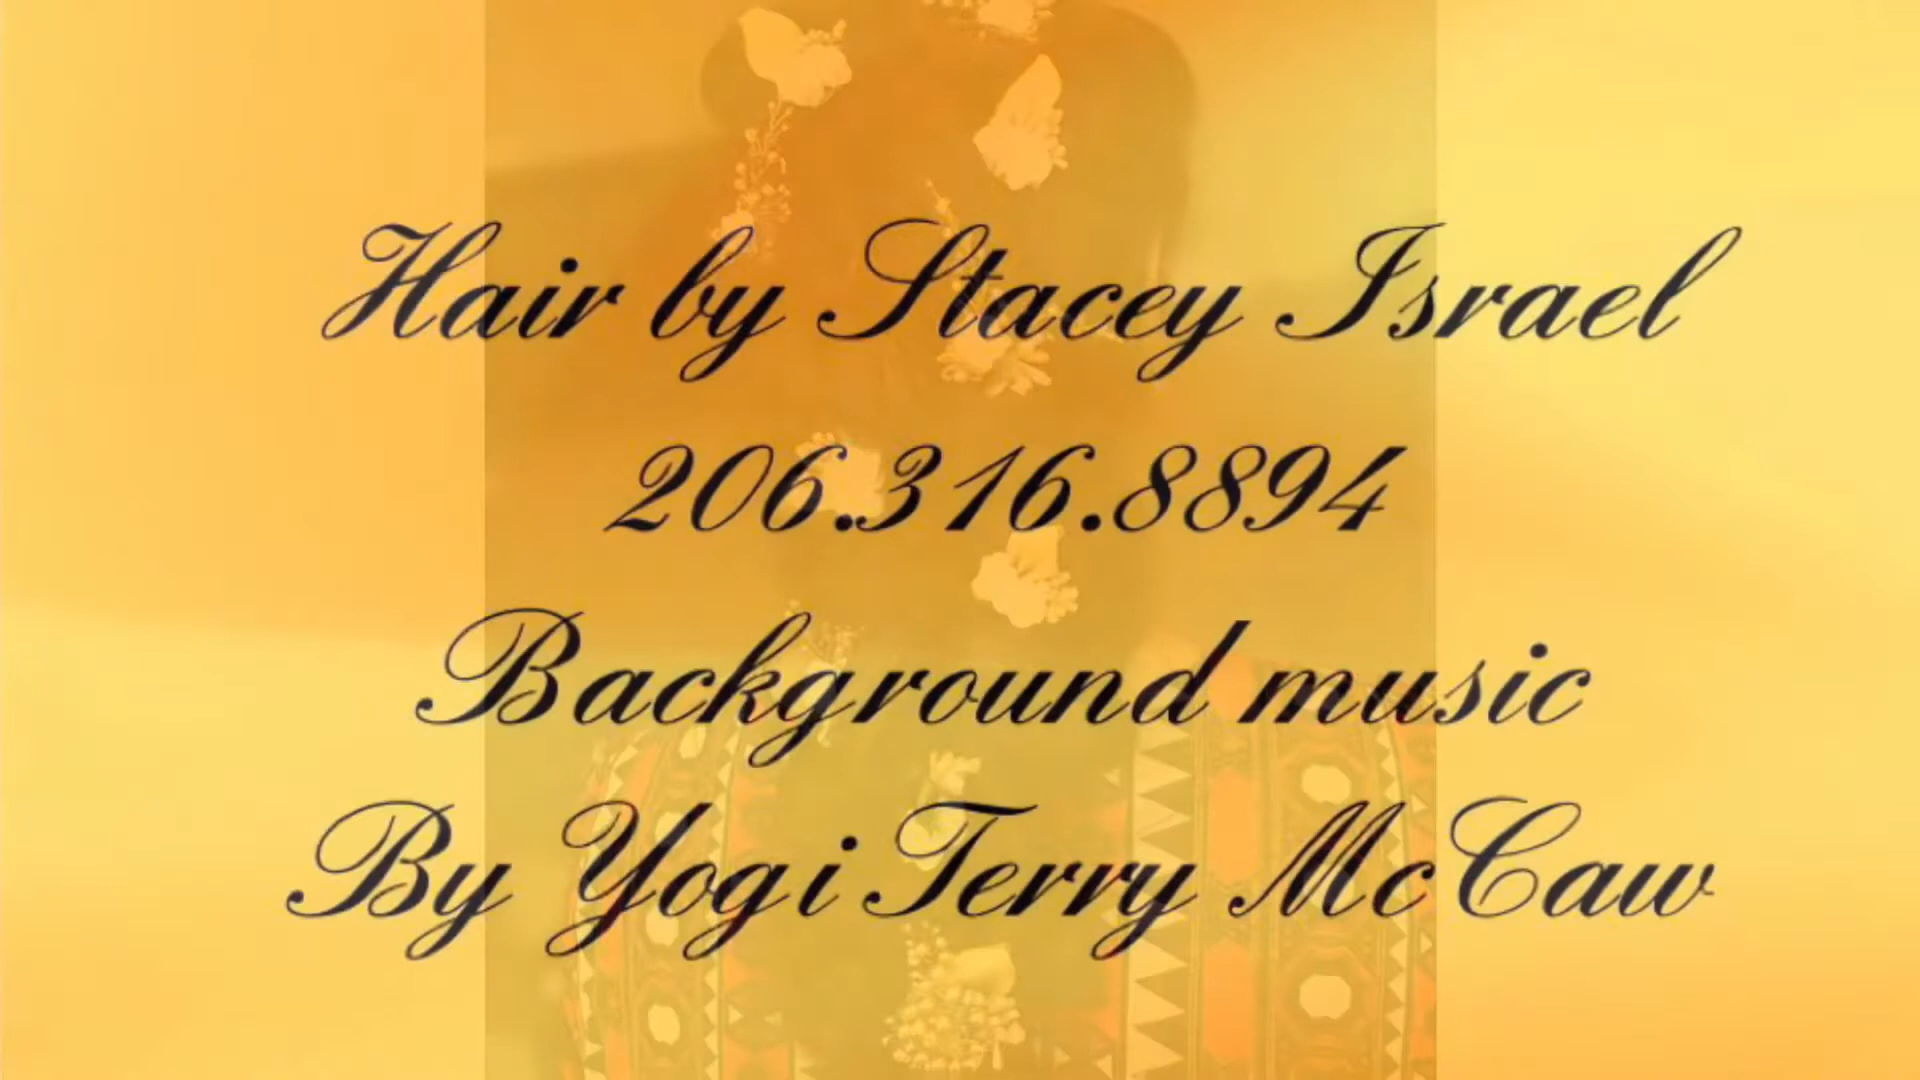 Hair by Stacey Israel
206.316.8894
Background music
By Yogi Terry McCaw